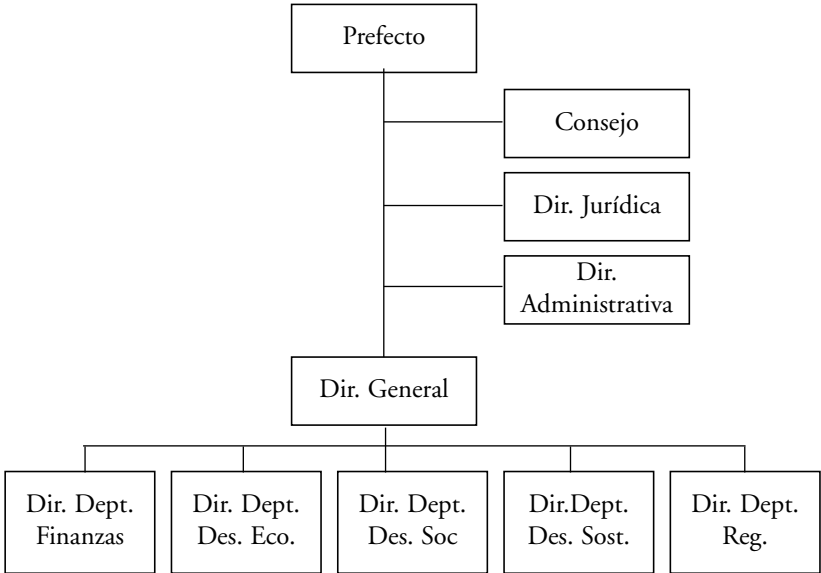 Prefecto
Consejo
Dir. Jurídica
Dir.
Administrativa
Dir. General
Dir. Dept.
Finanzas
Dir. Dept.
Des. Eco.
Dir. Dept.
Des. Soc
Dir.Dept.
Des. Sost.
Dir. Dept.
Reg.